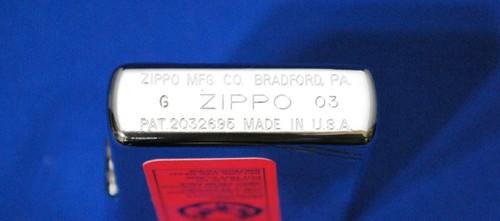 ZIPPO MFG. CO. BRADFORD, PA.
G ZIPPO 03
PAT. 2032695 MADE IN U.S.A.